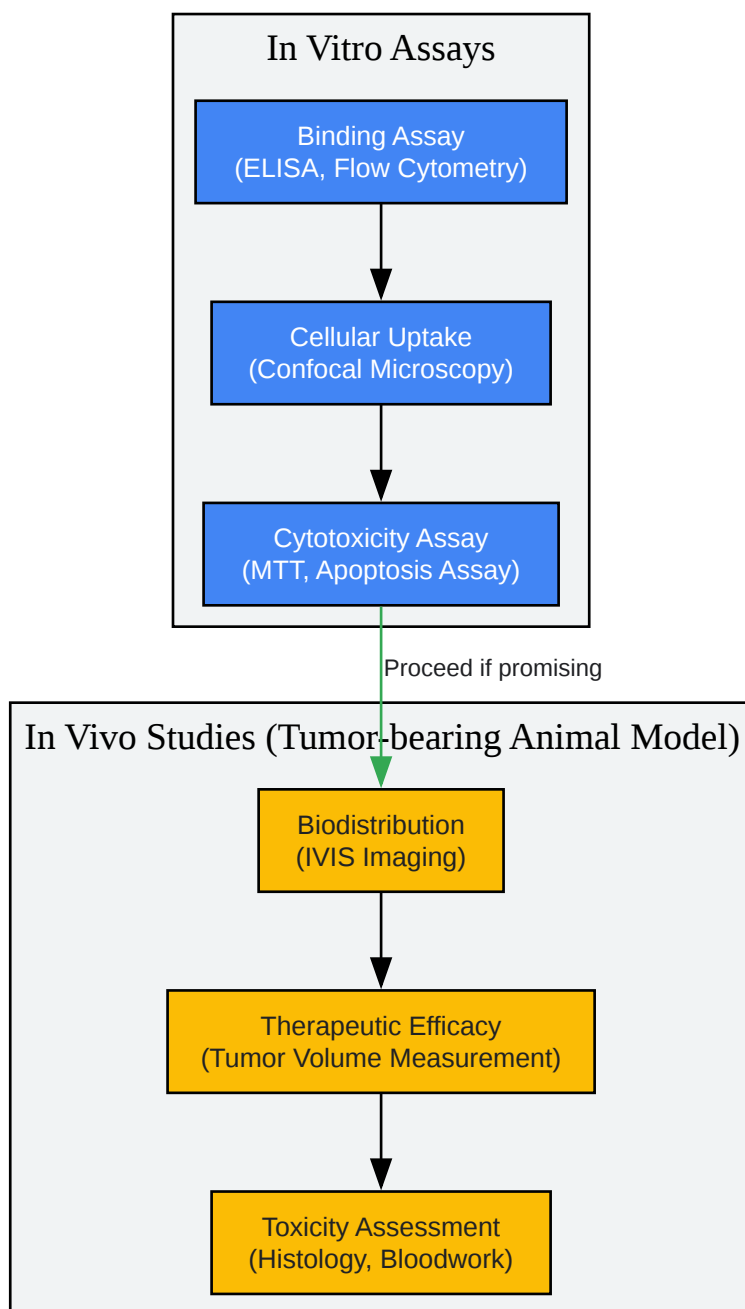 In Vitro Assays
Binding Assay
(ELISA, Flow Cytometry)
Cellular Uptake
(Confocal Microscopy)
Cytotoxicity Assay
(MTT, Apoptosis Assay)
Proceed if promising
In Vivo Studies (Tumor-bearing Animal Model)
Biodistribution
(IVIS Imaging)
Therapeutic Efficacy
(Tumor Volume Measurement)
Toxicity Assessment
(Histology, Bloodwork)